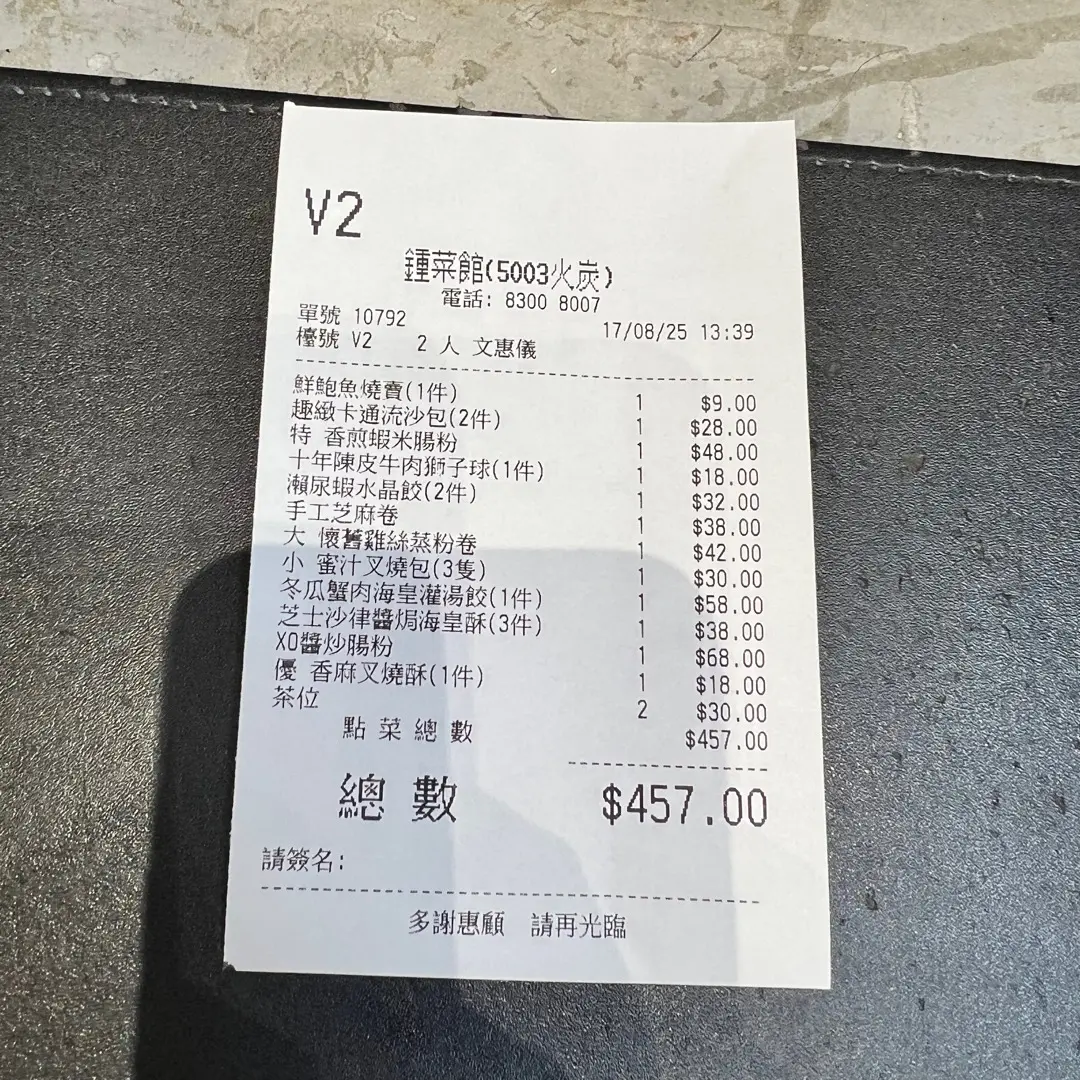 V2
鍾菜館(5003火炭)
電話: 8300 8007
單號 10792 17/08/25 13:39
檯號 V2 2 人 文惠儀
鮮鮑魚燒賣(1件) 1 $9.00
趣緻卡通流沙包(2件) 1 $28.00
特 香煎蝦米腸粉 1 $48.00
十年陳皮牛肉獅子球(1件) 1 $18.00
瀨尿蝦水晶餃(2件) 1 $32.00
手工芝麻卷 1 $38.00
大 懷舊雞絲蒸粉卷 1 $42.00
小 蜜汁叉燒包(3隻) 1 $30.00
冬瓜蟹肉海皇灌湯餃(1件) 1 $58.00
芝士沙律醬焗海皇酥(3件) 1 $38.00
XO醬炒腸粉 1 $68.00
優 香麻叉燒酥(1件) 1 $18.00
茶位 2 $30.00
點菜總數 $457.00
總數 $457.00
請簽名:
多謝惠顧 請再光臨